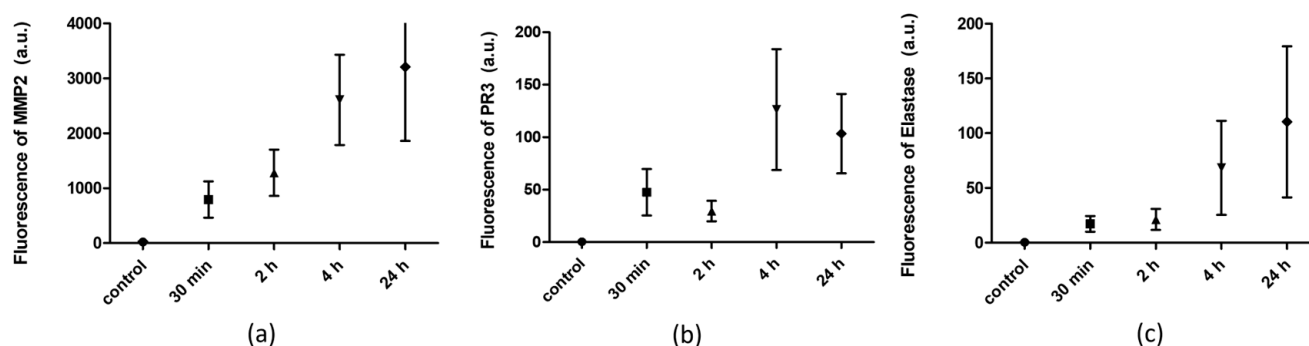 Fluorescence of MMP2 (a.u.)
4000
3000
2000
1000
0
control
30 min
2 h
4 h
24 h
(a)
Fluorescence of PR3 (a.u.)
200
150
100
50
0
control
30 min
2 h
4 h
24 h
(b)
Fluorescence of Elastase (a.u.)
200
150
100
50
0
control
30 min
2 h
4 h
24 h
(c)